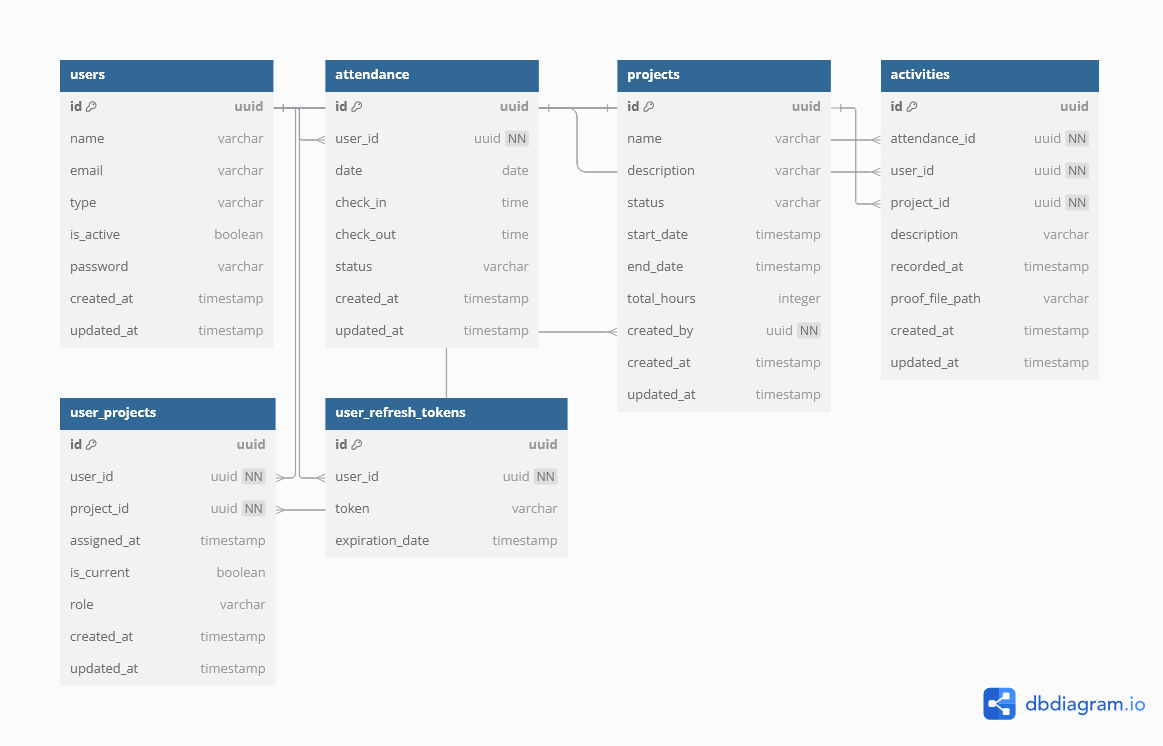 users
id uuid
name varchar
email varchar
type varchar
is_active boolean
password varchar
created_at timestamp
updated_at timestamp
attendance
id uuid
user_id uuid NN
date date
check_in time
check_out time
status varchar
created_at timestamp
updated_at timestamp
projects
id uuid
name varchar
description varchar
status varchar
start_date timestamp
end_date timestamp
total_hours integer
created_by uuid NN
created_at timestamp
updated_at timestamp
activities
id uuid
attendance_id uuid NN
user_id uuid NN
project_id uuid NN
description varchar
recorded_at timestamp
proof_file_path varchar
created_at timestamp
updated_at timestamp
user_projects
id uuid
user_id uuid NN
project_id uuid NN
assigned_at timestamp
is_current boolean
role varchar
created_at timestamp
updated_at timestamp
user_refresh_tokens
id uuid
user_id uuid NN
token varchar
expiration_date timestamp
dbdiagram.io